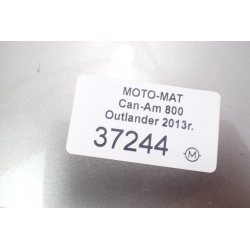 MOTO-MAT
Can-Am 800
Outlander 2013r.
37244
M